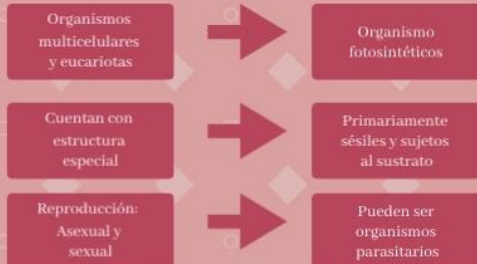 Organismos
multicelulares
y eucariotas
Organismo
fotosintéticos
Cuentan con
estructura
especial
Primariamente
sésiles y sujetos
al sustrato
Reproducción:
Asexual y
sexual
Pueden ser
organismos
parasitarios